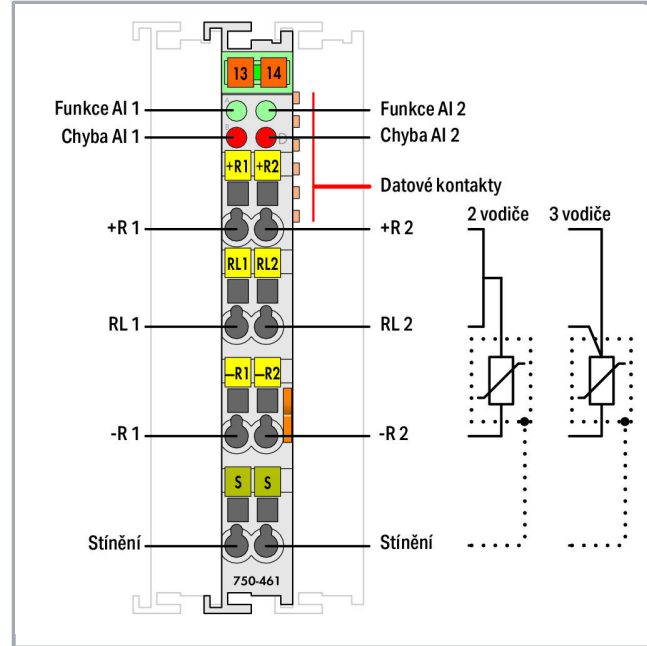 13 14
Funkce AI 1
Funkce AI 2
A
Chyba AI 1
Chyba AI 2
D
+R1 +R2
Datové kontakty
2 vodiče
3 vodiče
+R 1
+R 2
RL1 RL2
RL 1
RL 2
—R1 —R2
-R 1
-R 2
S S
Stínění
Stínění
750-461